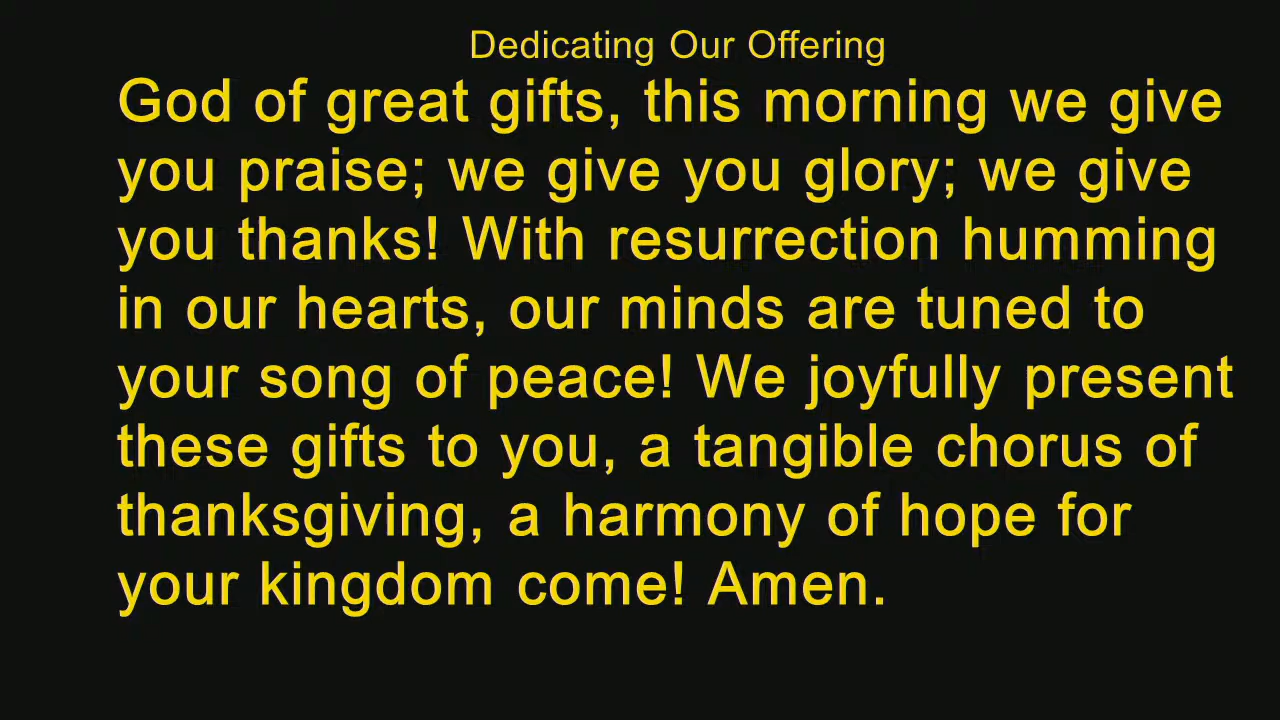 Dedicating Our Offering
God of great gifts, this morning we give
you praise; we give you glory; we give
you thanks! With resurrection humming
in our hearts, our minds are tuned to
your song of peace! We joyfully present
these gifts to you, a tangible chorus of
thanksgiving, a harmony of hope for
your kingdom come! Amen.